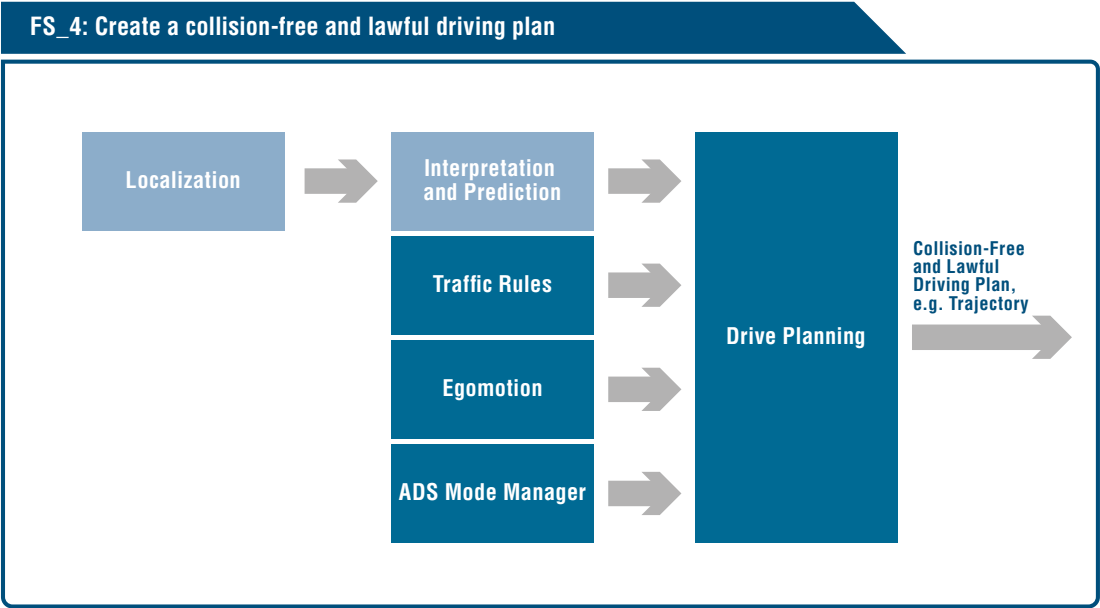 FS_4: Create a collision-free and lawful driving plan
Localization
Interpretation
and Prediction
Traffic Rules
Egomotion
ADS Mode Manager
Drive Planning
Collision-Free
and Lawful
Driving Plan,
e.g. Trajectory